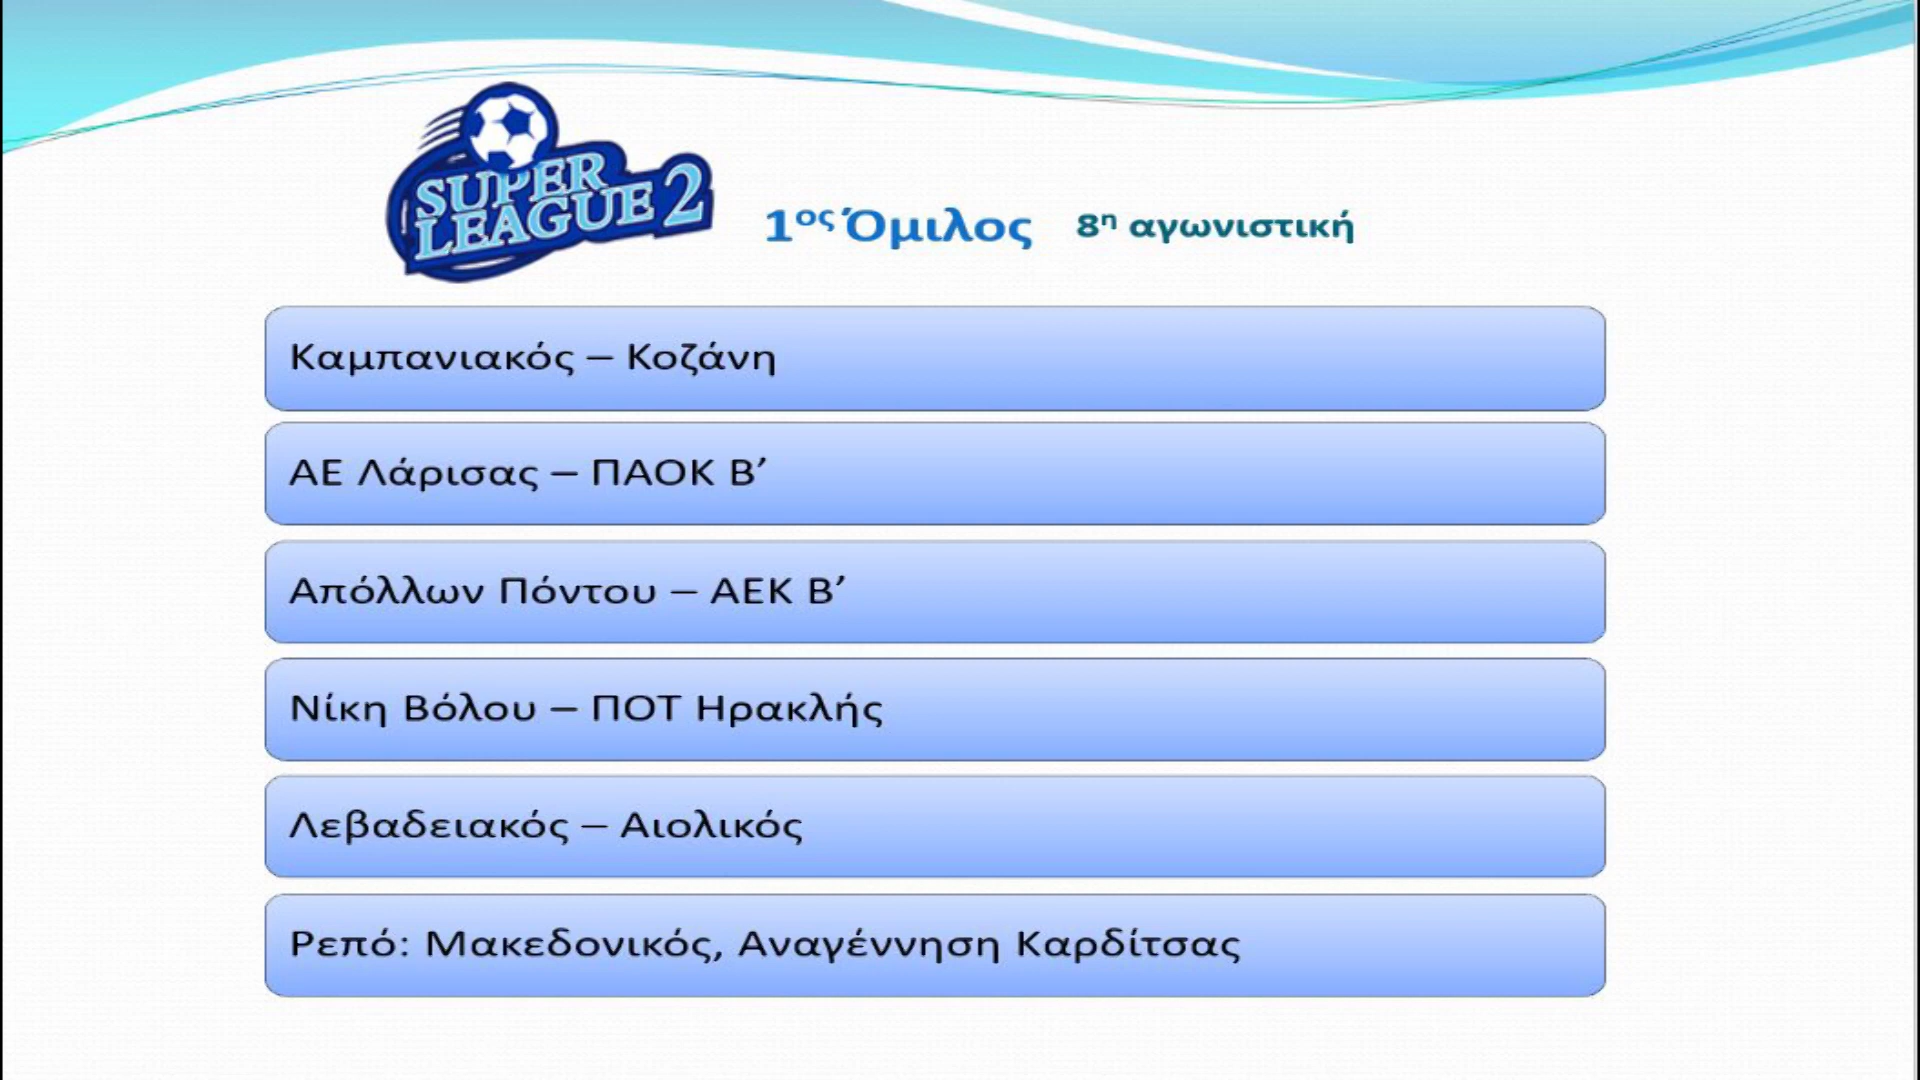 SUPER
LEAGUE 2
1ος Όμιλος 8η αγωνιστική
Καμπανιακός – Κοζάνη
ΑΕ Λάρισας – ΠΑΟΚ Β’
Απόλλων Πόντου – ΑΕΚ Β’
Νίκη Βόλου – ΠΟΤ Ηρακλής
Λεβαδειακός – Αιολικός
Ρεπό: Μακεδονικός, Αναγέννηση Καρδίτσας